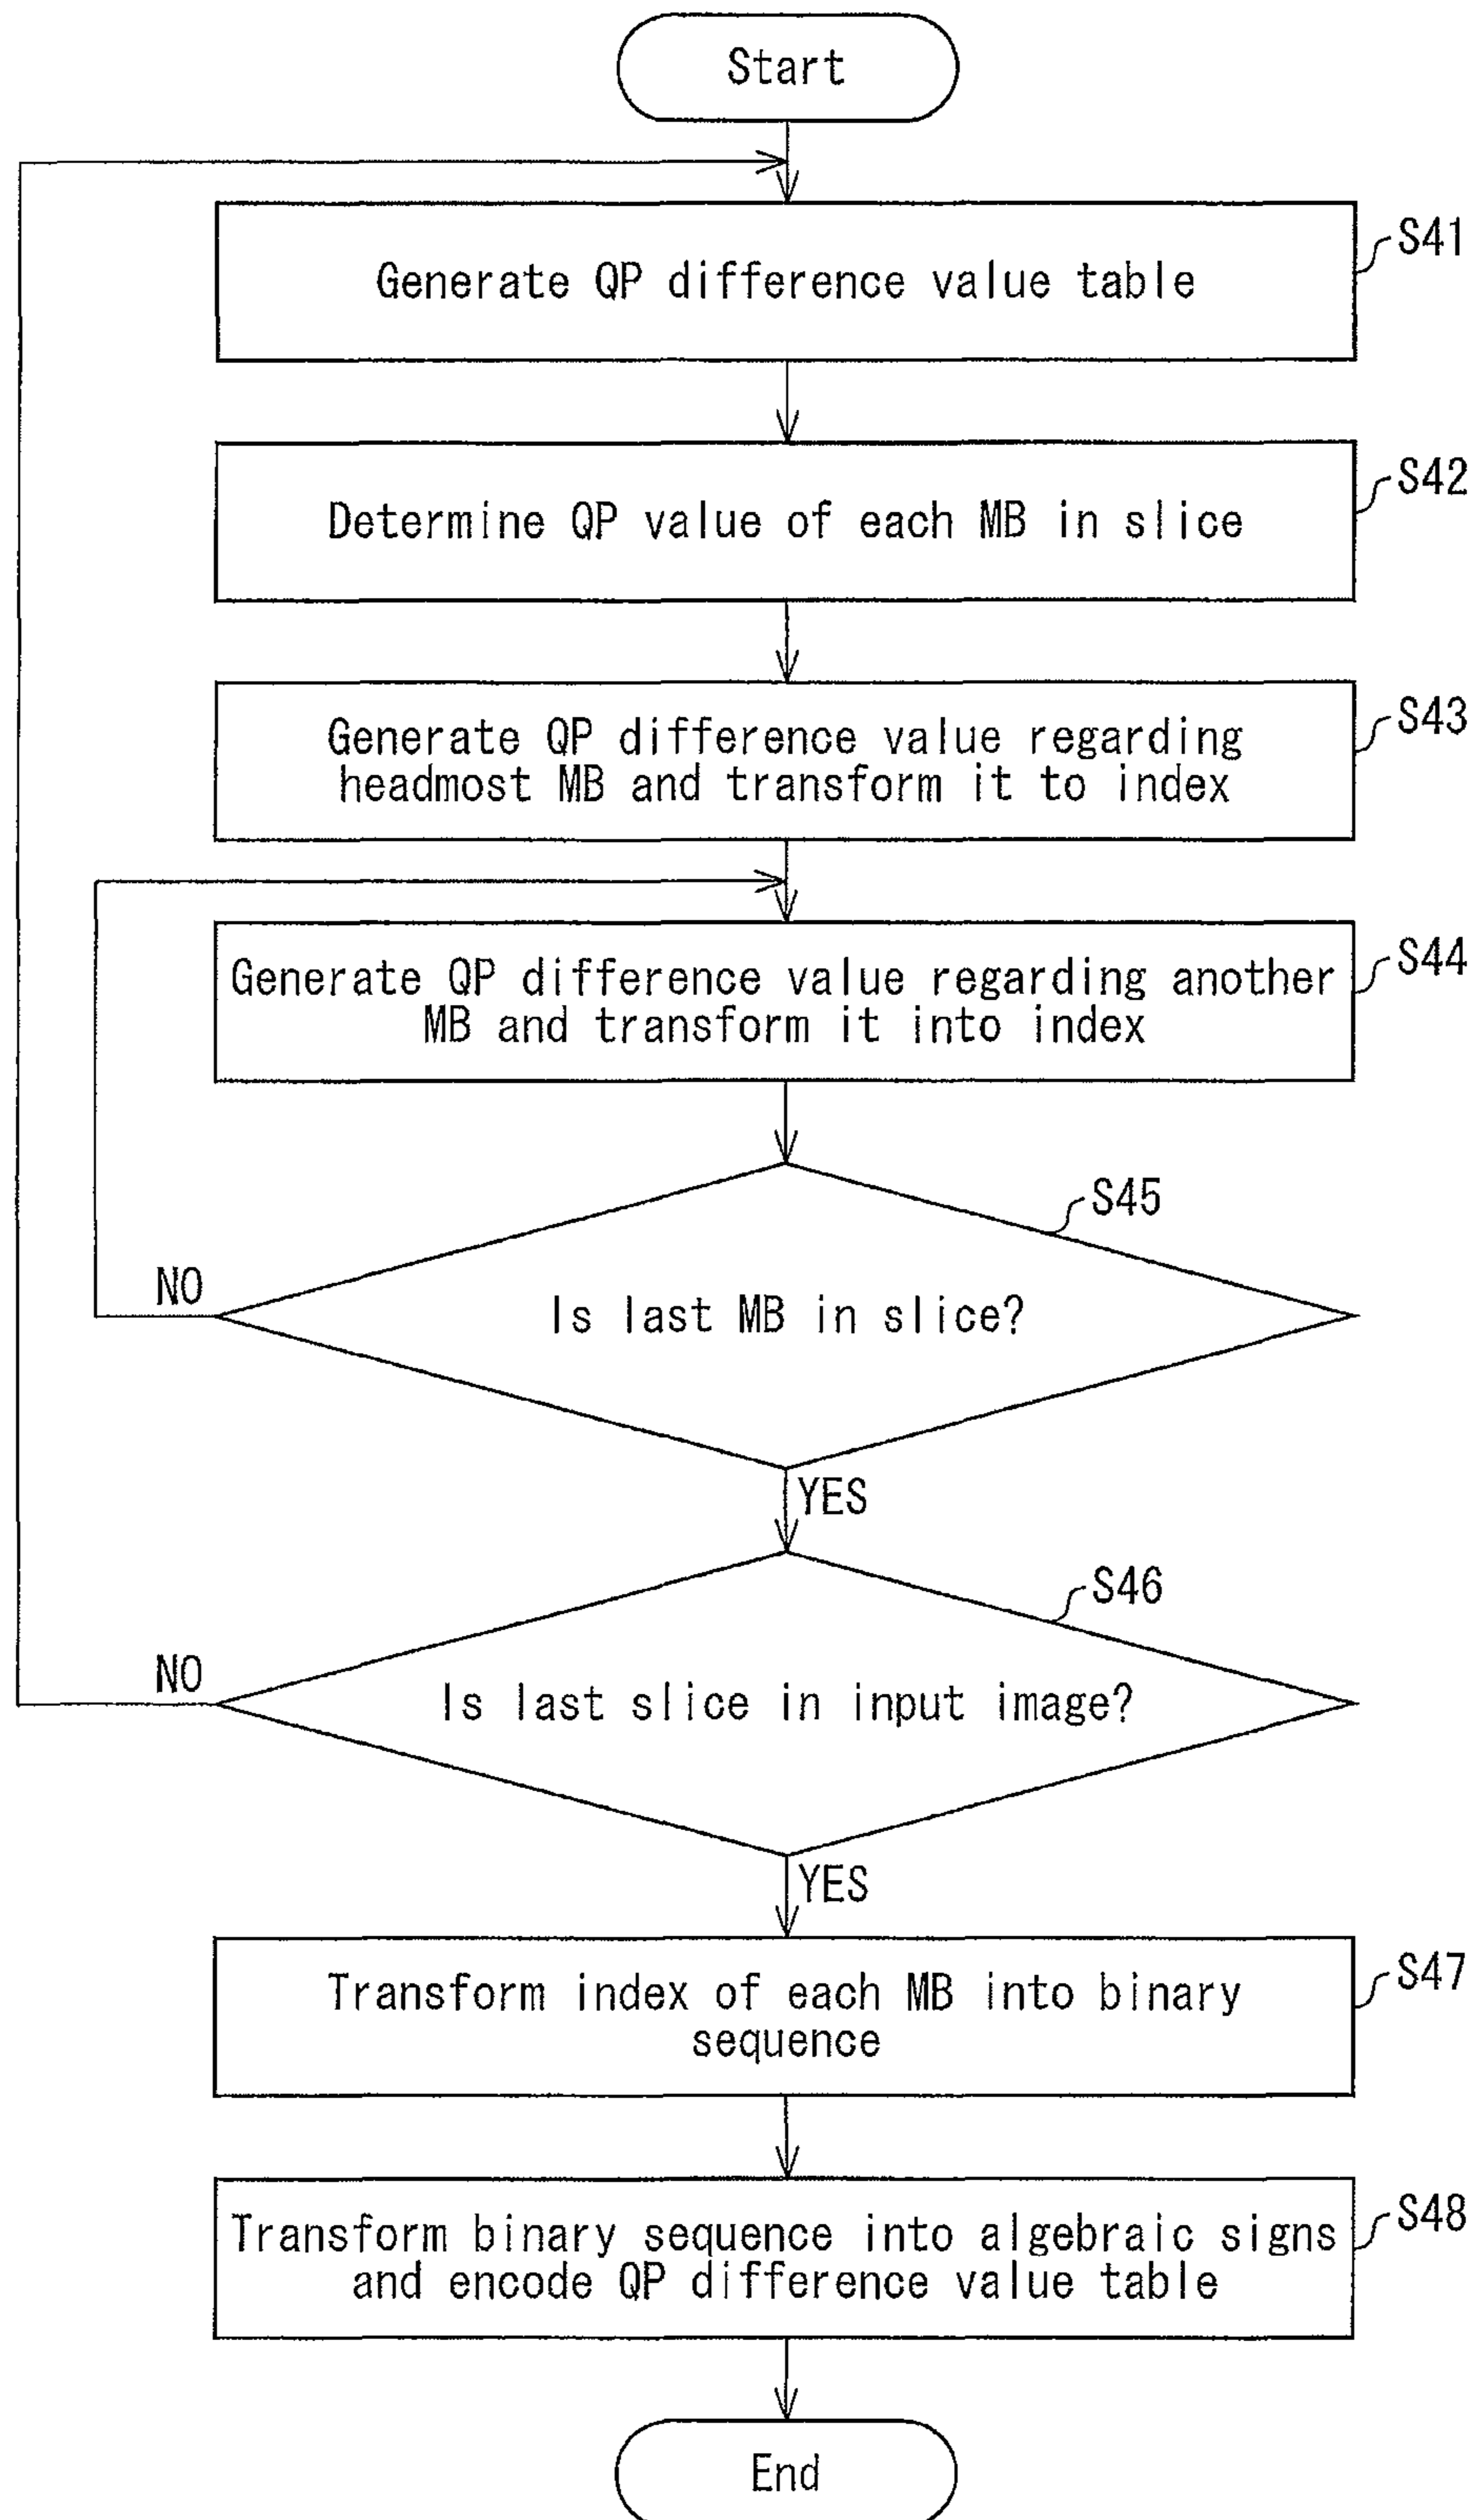 Start
Generate QP difference value table
S41
Determine QP value of each MB in slice
S42
Generate QP difference value regarding
headmost MB and transform it to index
S43
Generate QP difference value regarding another
MB and transform it into index
S44
S45
Is last MB in slice?
NO
YES
S46
Is last slice in input image?
NO
YES
Transform index of each MB into binary
sequence
S47
Transform binary sequence into algebraic signs
and encode QP difference value table
S48
End